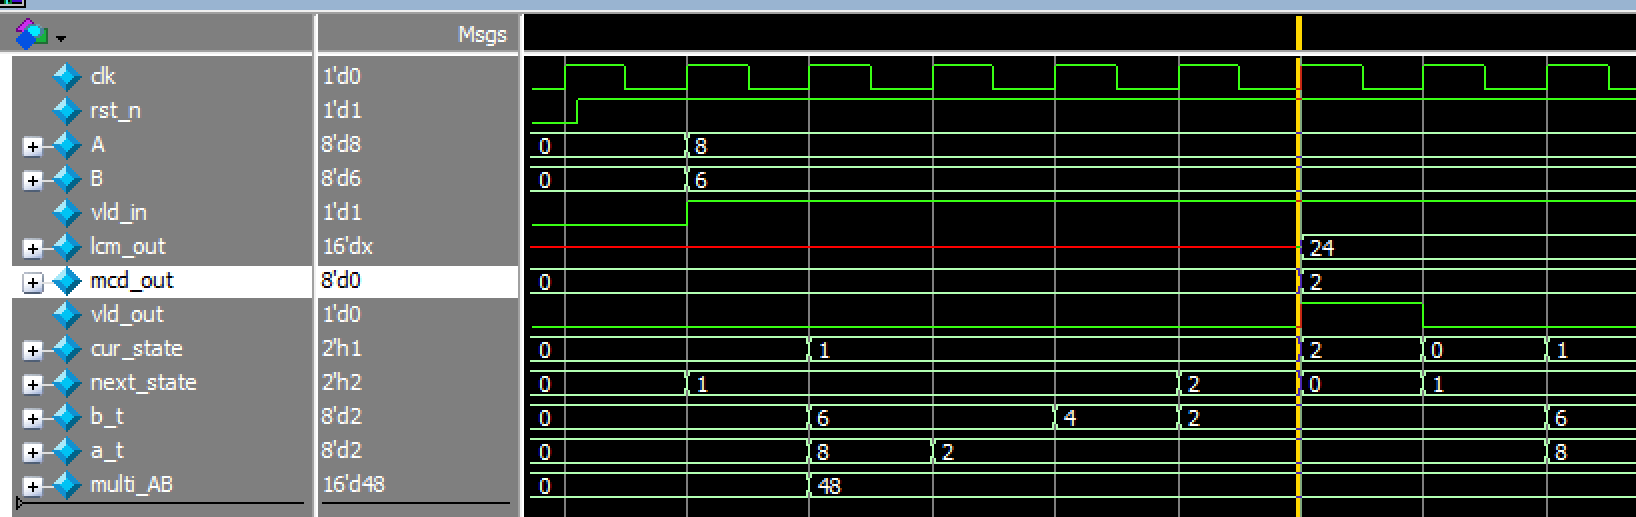 Msgs
clk 1'd0
rst_n 1'd1
A 8'd8 0 8
B 8'd6 0 6
vld_in 1'd1
lcm_out 16'dx 24
mcd_out 8'd0 0 2
vld_out 1'd0
cur_state 2'h1 0 1 2 0 1
next_state 2'h2 0 1 2 0 1
b_t 8'd2 0 6 4 2 6
a_t 8'd2 0 8 2 8
multi_AB 16'd48 0 48